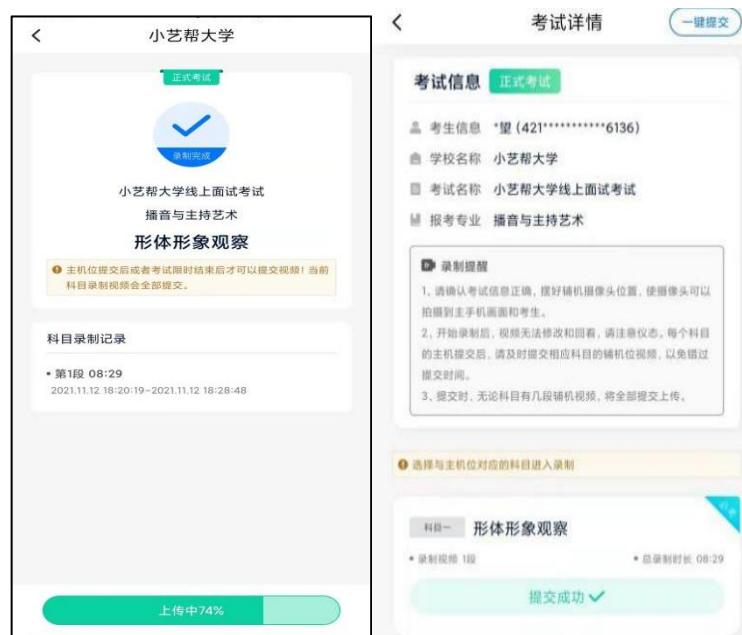 小艺帮大学
正式考试
录制完成
小艺帮大学线上面试考试
播音与主持艺术
形体形象观察
主机位提交后或者考试限时结束后才可以提交视频!当前
科目录制视频会全部提交。
科目录制记录
• 第1段 08:29
2021.11.12 18:20:19~2021.11.12 18:28:48
上传中74%
考试详情
一键提交
考试信息 正式考试
考生信息 *望 (421***********6136)
学校名称 小艺帮大学
考试名称 小艺帮大学线上面试考试
报考专业 播音与主持艺术
录制提醒
1、请确认考试信息正确,摆好辅机摄像头位置,使摄像头可以
拍摄到主手机画面和考生。
2、开始录制后,视频无法修改和回看,请注意仪态。每个科目
的主机提交后,请及时提交相应科目的辅机位视频,以免错过
提交时间。
3、提交时,无论科目有几段辅机视频,将全部提交上传。
选择与主机位对应的科目进入录制
科目一 形体形象观察
• 录制视频 1段 • 总录制时长 08:29
提交成功